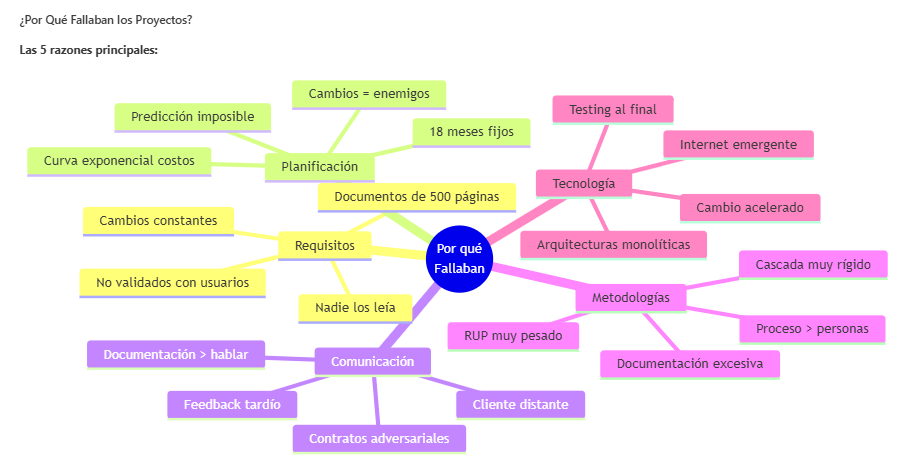 ¿Por Qué Fallaban los Proyectos?
Las 5 razones principales:
Cambios = enemigos
Predicción imposible
18 meses fijos
Curva exponencial costos
Planificación
Testing al final
Internet emergente
Tecnología
Cambio acelerado
Arquitecturas monolíticas
Documentos de 500 páginas
Cambios constantes
Requisitos
No validados con usuarios
Nadie los leía
Por qué
Fallaban
Cascada muy rígido
Metodologías
Proceso > personas
RUP muy pesado
Documentación excesiva
Documentación > hablar
Comunicación
Feedback tardío
Cliente distante
Contratos adversariales